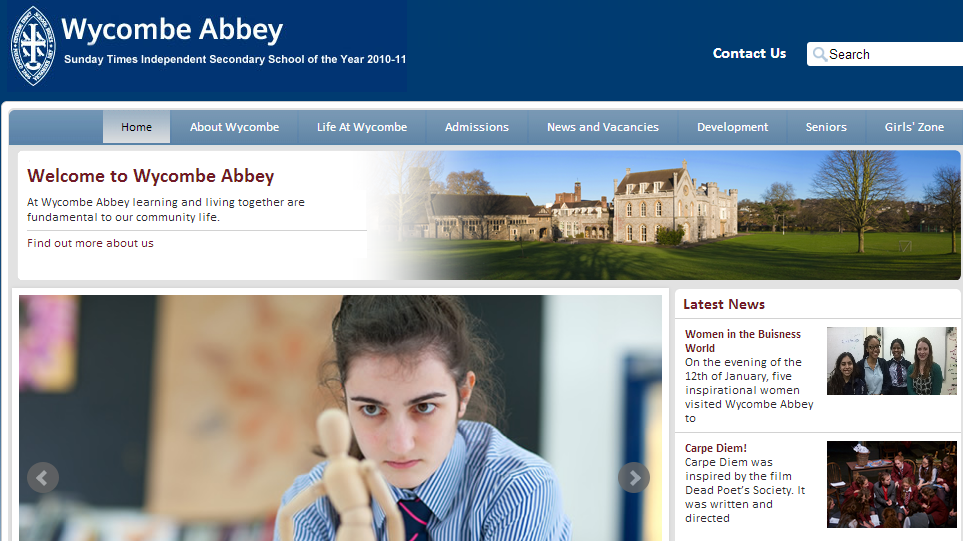 Wycombe Abbey
Sunday Times Independent Secondary School of the Year 2010-11
Contact Us
Search
Home
About Wycombe
Life At Wycombe
Admissions
News and Vacancies
Development
Seniors
Girls' Zone
Welcome to Wycombe Abbey
At Wycombe Abbey learning and living together are
fundamental to our community life.
Find out more about us
Latest News
Women in the Buisness
World
On the evening of the
12th of January, five
inspirational women
visited Wycombe Abbey
to
Carpe Diem!
Carpe Diem was
inspired by the film
Dead Poet's Society. It
was written and
directed